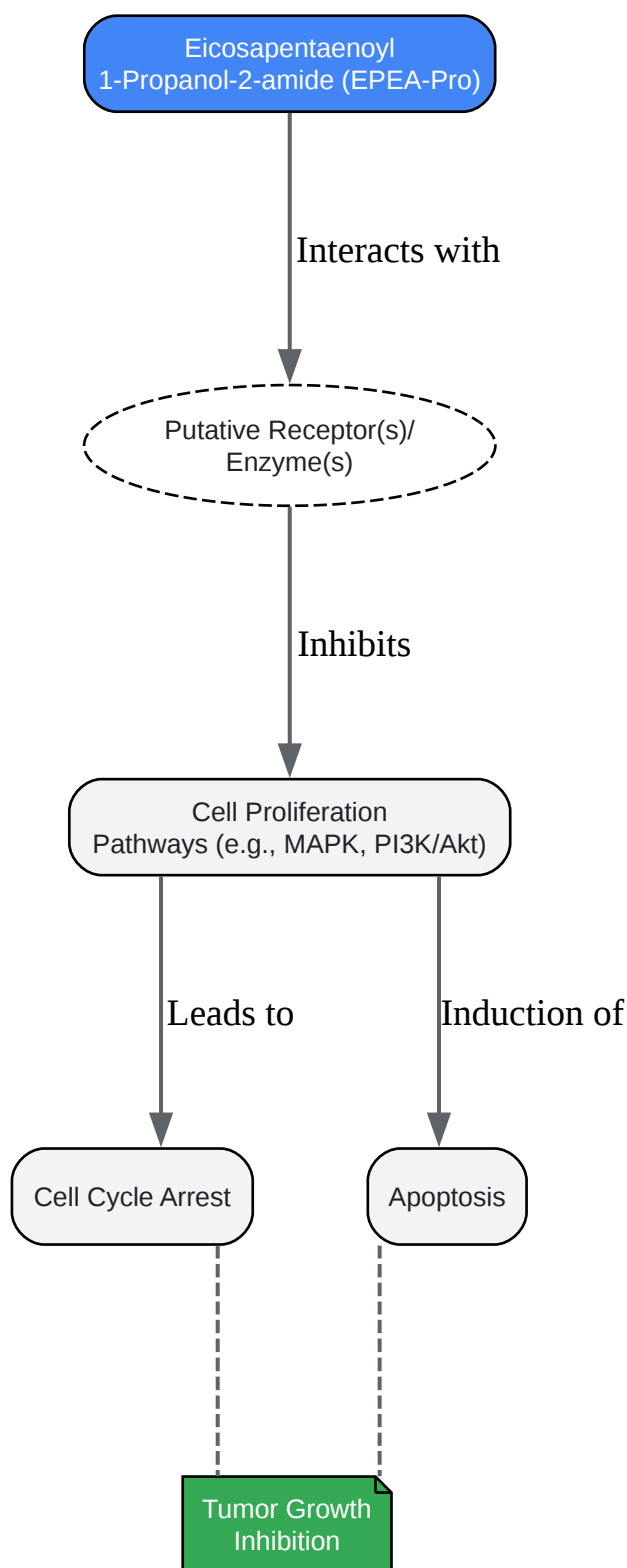 Eicosapentaenoyl
1-Propanol-2-amide (EPEA-Pro)
Interacts with
Putative Receptor(s)/
Enzyme(s)
Inhibits
Cell Proliferation
Pathways (e.g., MAPK, PI3K/Akt)
Leads to
Induction of
Cell Cycle Arrest
Apoptosis
Tumor Growth
Inhibition